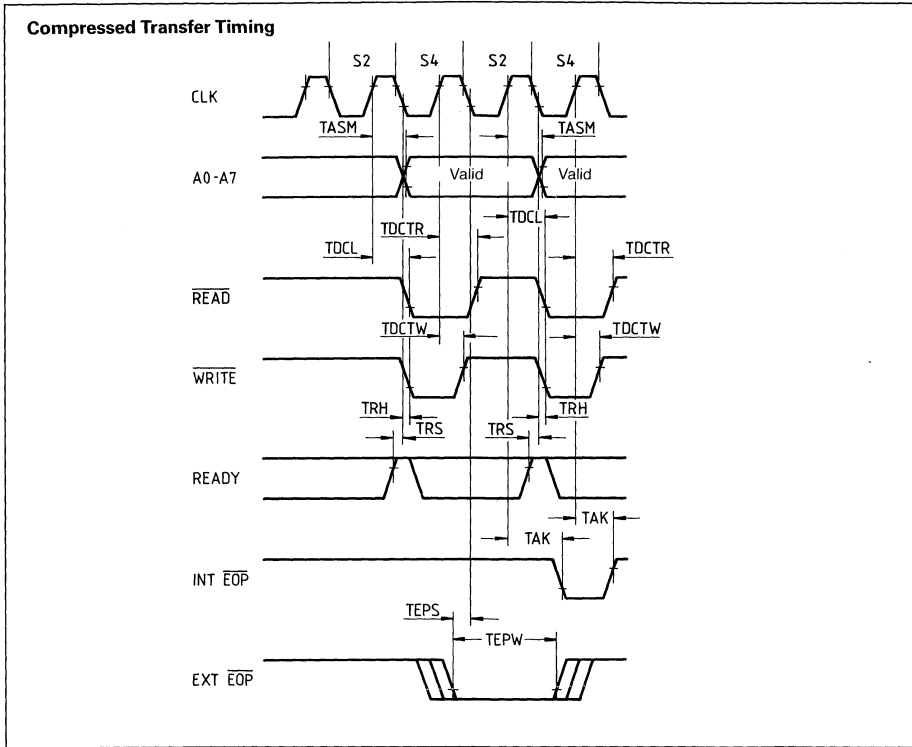 Compressed Transfer Timing
S2 S4 S2 S4
CLK
TASM TASM
A0-A7 Valid Valid
TDCL
TDCTR
TDCL TDCTR
READ
TDCTW TDCTW
WRITE
TRH TRH
TRS TRS
READY
TAK
TAK
INT EOP
TEPS
TEPW
EXT EOP